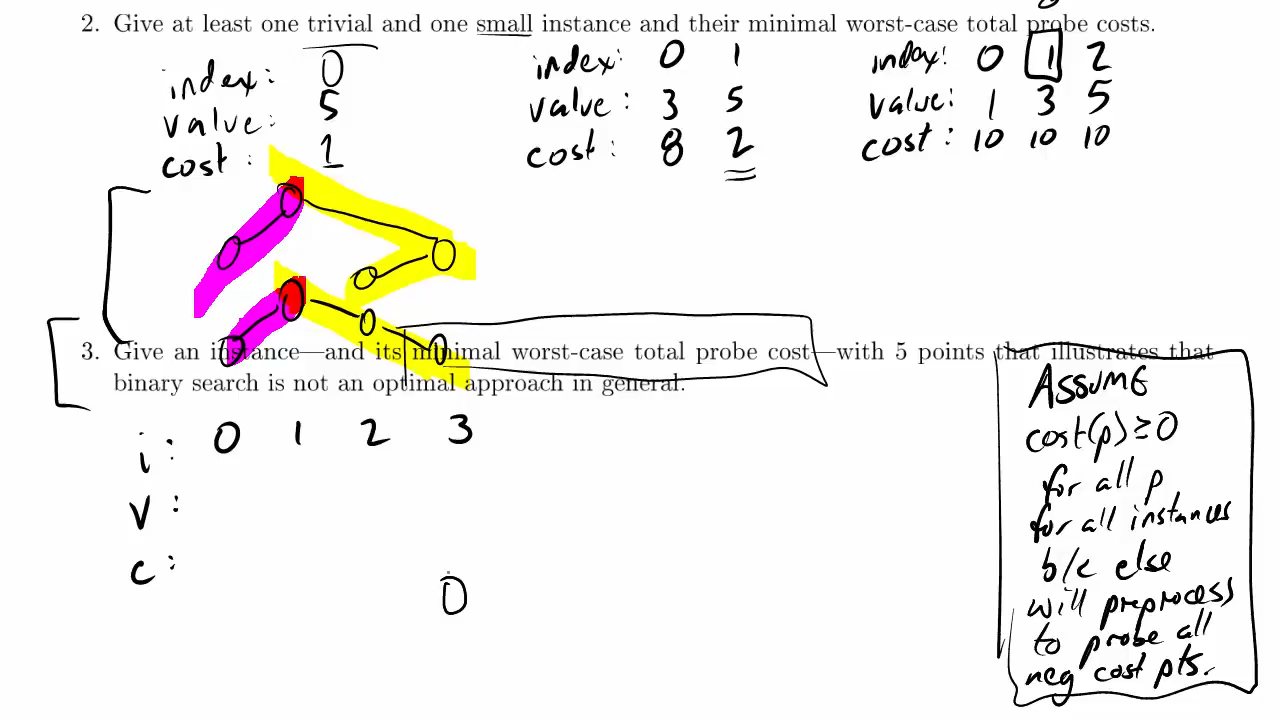 2. Give at least one trivial and one small instance and their minimal worst-case total probe costs.
index: 0
value: 5
cost: 1
index: 0 1
value: 3 5
cost: 8 2
index: 0 1 2
value: 1 3 5
cost: 10 10 10
3. Give an instance—and its minimal worst-case total probe cost—with 5 points that illustrates that
binary search is not an optimal approach in general.
i: 0 1 2 3
v:
c:
0
ASSUME
cost(p) ≥ 0
for all p
for all instances
b/c else
will preprocess
to probe all
neg cost pts.